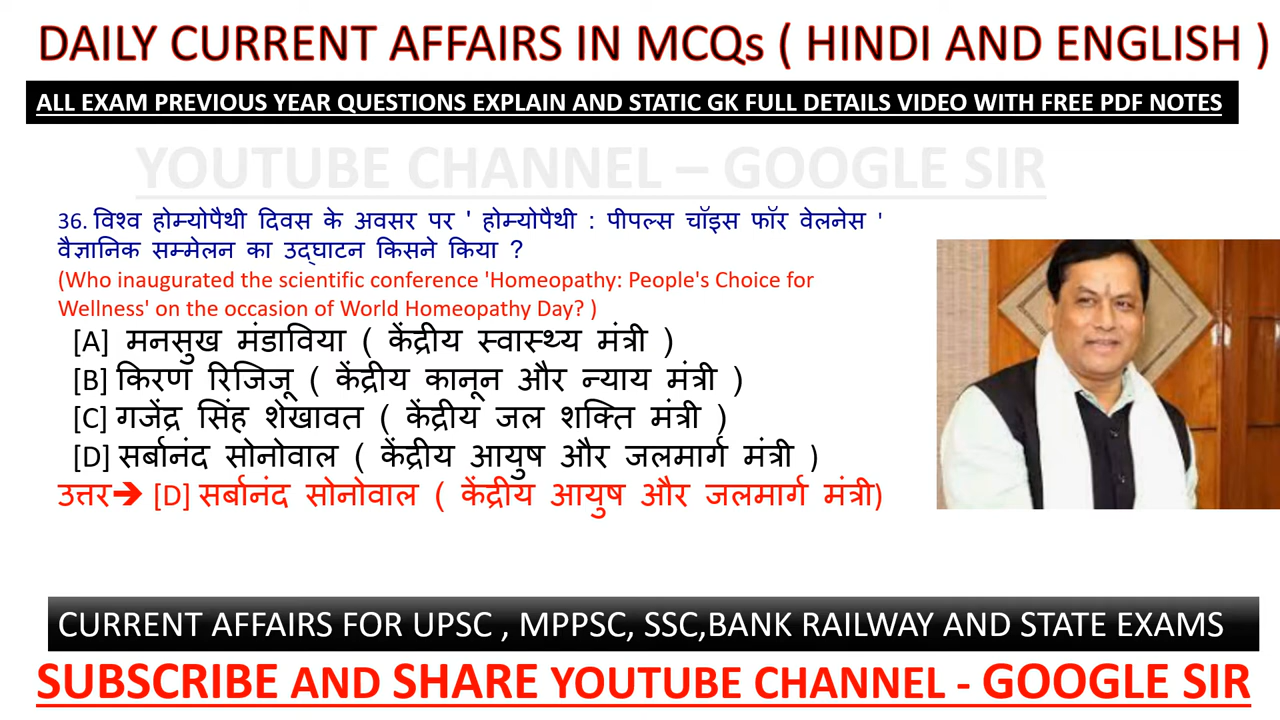 DAILY CURRENT AFFAIRS IN MCQs ( HINDI AND ENGLISH )
ALL EXAM PREVIOUS YEAR QUESTIONS EXPLAIN AND STATIC GK FULL DETAILS VIDEO WITH FREE PDF NOTES
YOUTUBE CHANNEL – GOOGLE SIR
36. विश्व होम्योपैथी दिवस के अवसर पर ' होम्योपैथी : पीपल्स चॉइस फॉर वेलनेस '
वैज्ञानिक सम्मेलन का उद्घाटन किसने किया ?
(Who inaugurated the scientific conference 'Homeopathy: People's Choice for
Wellness' on the occasion of World Homeopathy Day? )
[A] मनसुख मंडाविया ( केंद्रीय स्वास्थ्य मंत्री )
[B] किरण रिजिजू ( केंद्रीय कानून और न्याय मंत्री )
[C] गजेंद्र सिंह शेखावत ( केंद्रीय जल शक्ति मंत्री )
[D] सर्बानंद सोनोवाल ( केंद्रीय आयुष और जलमार्ग मंत्री )
उत्तर➔ [D] सर्बानंद सोनोवाल ( केंद्रीय आयुष और जलमार्ग मंत्री)
CURRENT AFFAIRS FOR UPSC , MPPSC, SSC,BANK RAILWAY AND STATE EXAMS
SUBSCRIBE AND SHARE YOUTUBE CHANNEL - GOOGLE SIR